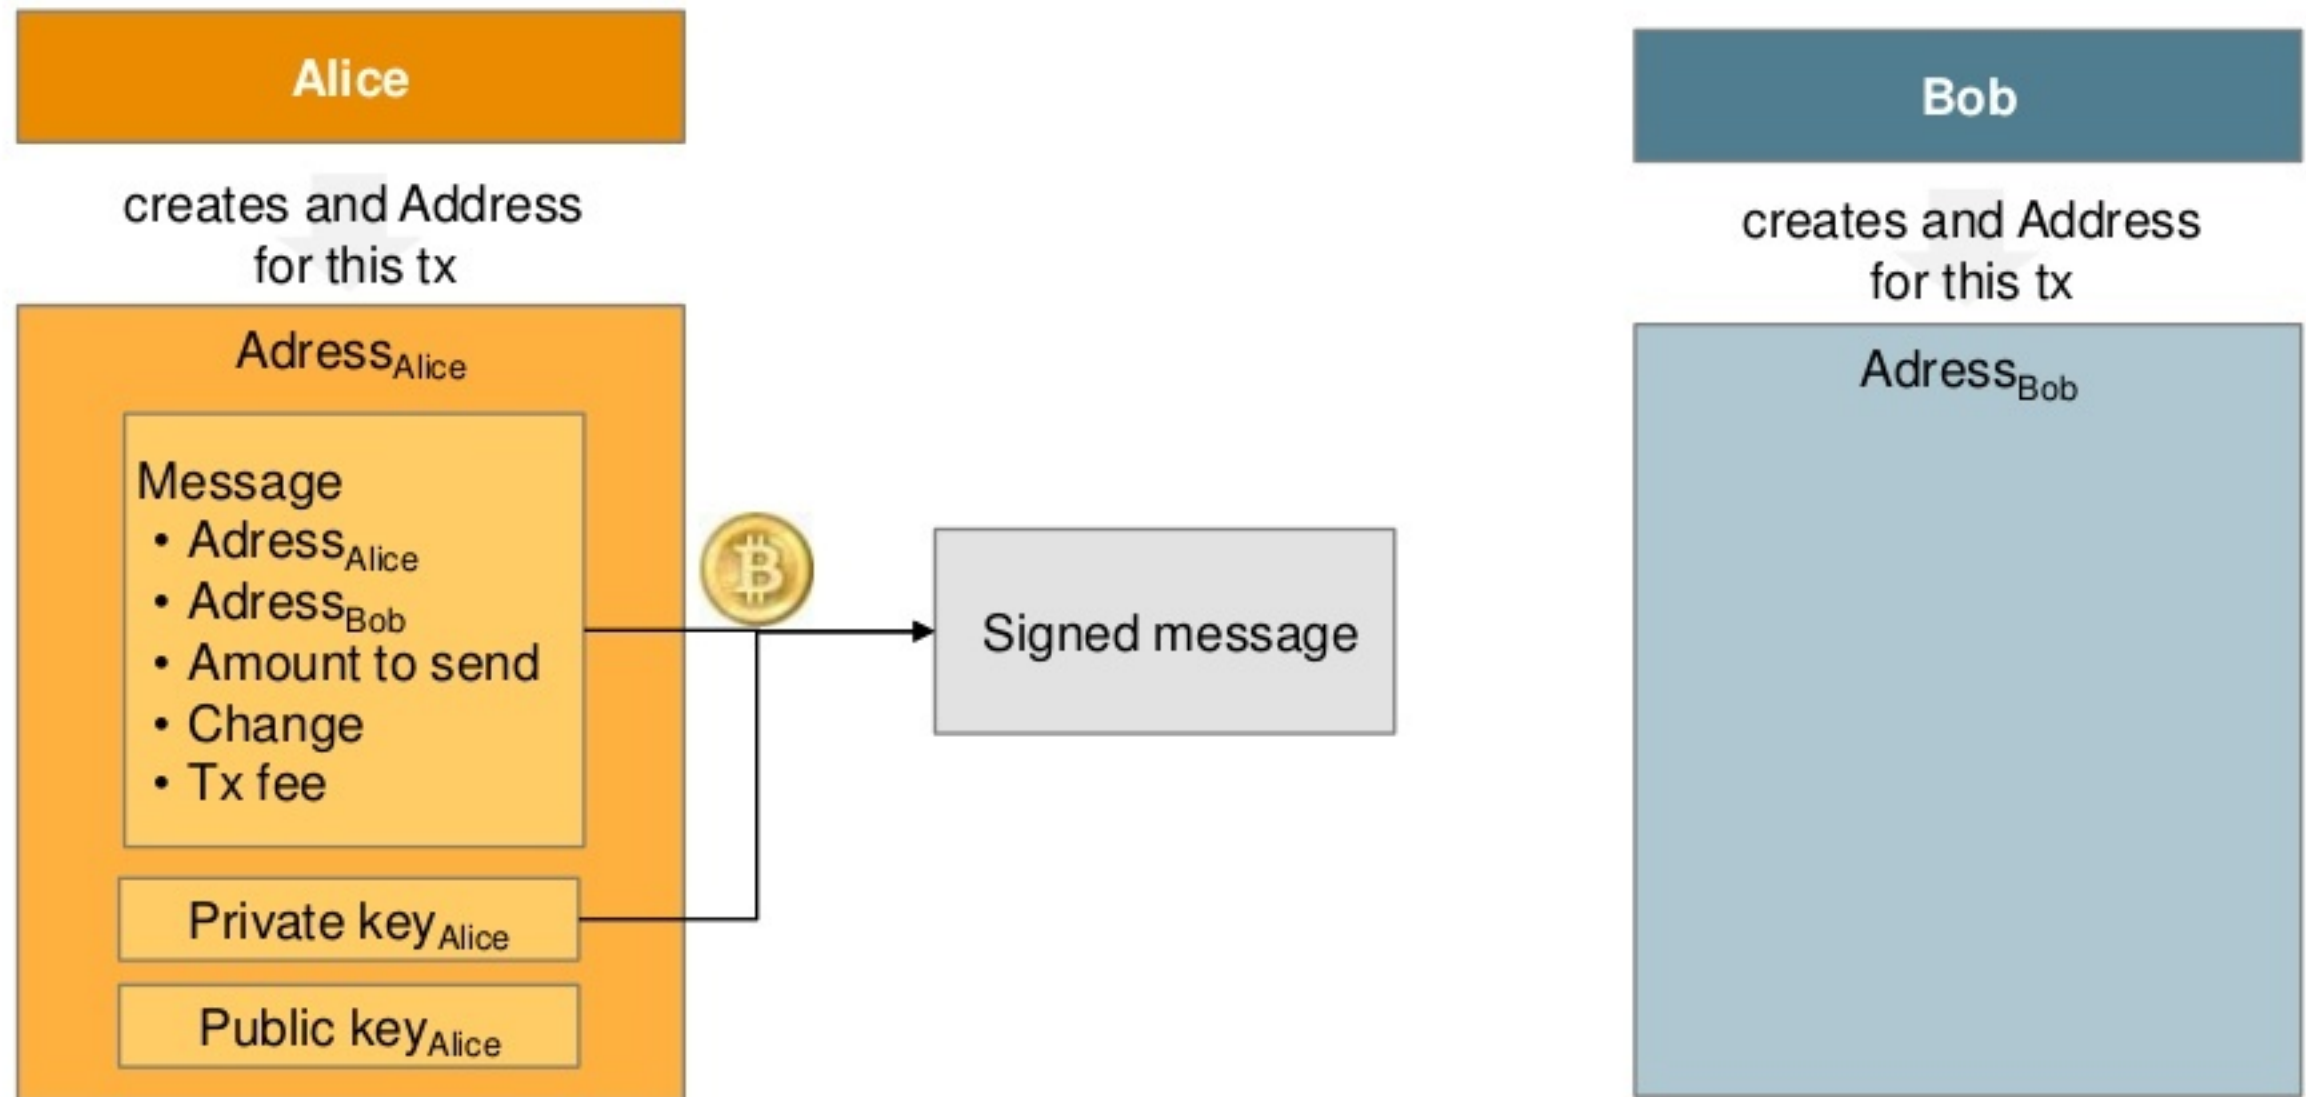 Alice
creates and Address
for this tx
AdressAlice
Message
• AdressAlice
• AdressBob
• Amount to send
• Change
• Tx fee
Private keyAlice
Public keyAlice
Signed message
Bob
creates and Address
for this tx
AdressBob